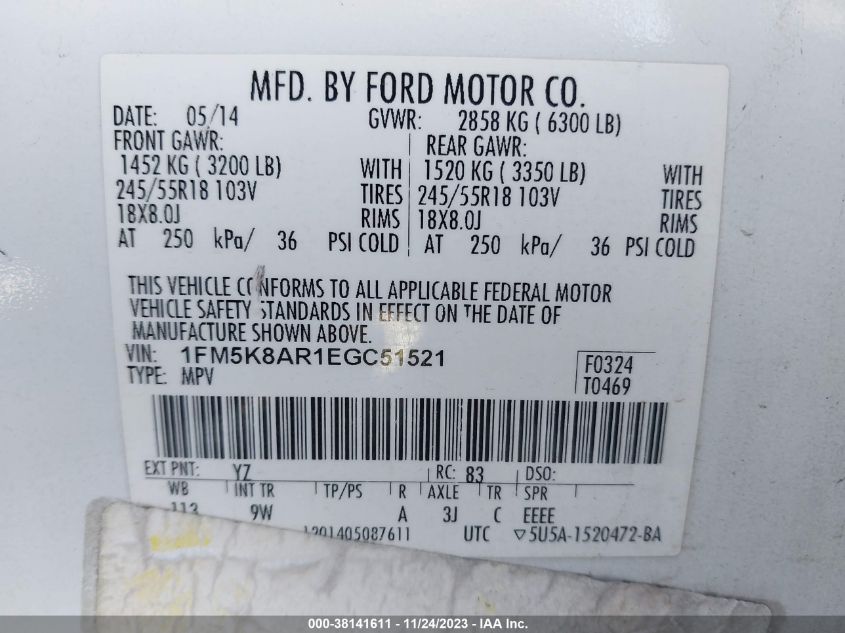 MFD. BY FORD MOTOR CO.
DATE: 05/14 GVWR: 2858 KG ( 6300 LB)
FRONT GAWR: REAR GAWR:
1452 KG ( 3200 LB) WITH 1520 KG ( 3350 LB) WITH
245/55R18 103V TIRES 245/55R18 103V TIRES
18X8.0J RIMS 18X8.0J RIMS
AT 250 kPa/ 36 PSI COLD AT 250 kPa/ 36 PSI COLD
THIS VEHICLE CONFORMS TO ALL APPLICABLE FEDERAL MOTOR
VEHICLE SAFETY STANDARDS IN EFFECT ON THE DATE OF
MANUFACTURE SHOWN ABOVE.
VIN: 1FM5K8AR1EGC51521 F0324
TYPE: MPV T0469
EXT PNT: YZ RC: 83 DSO:
WB INT TR TP/PS R AXLE TR SPR
113 9W A 3J C EEEE
1201405087611 UTC ▽5U5A-1520472-BA
000-38141611 - 11/24/2023 - IAA Inc.